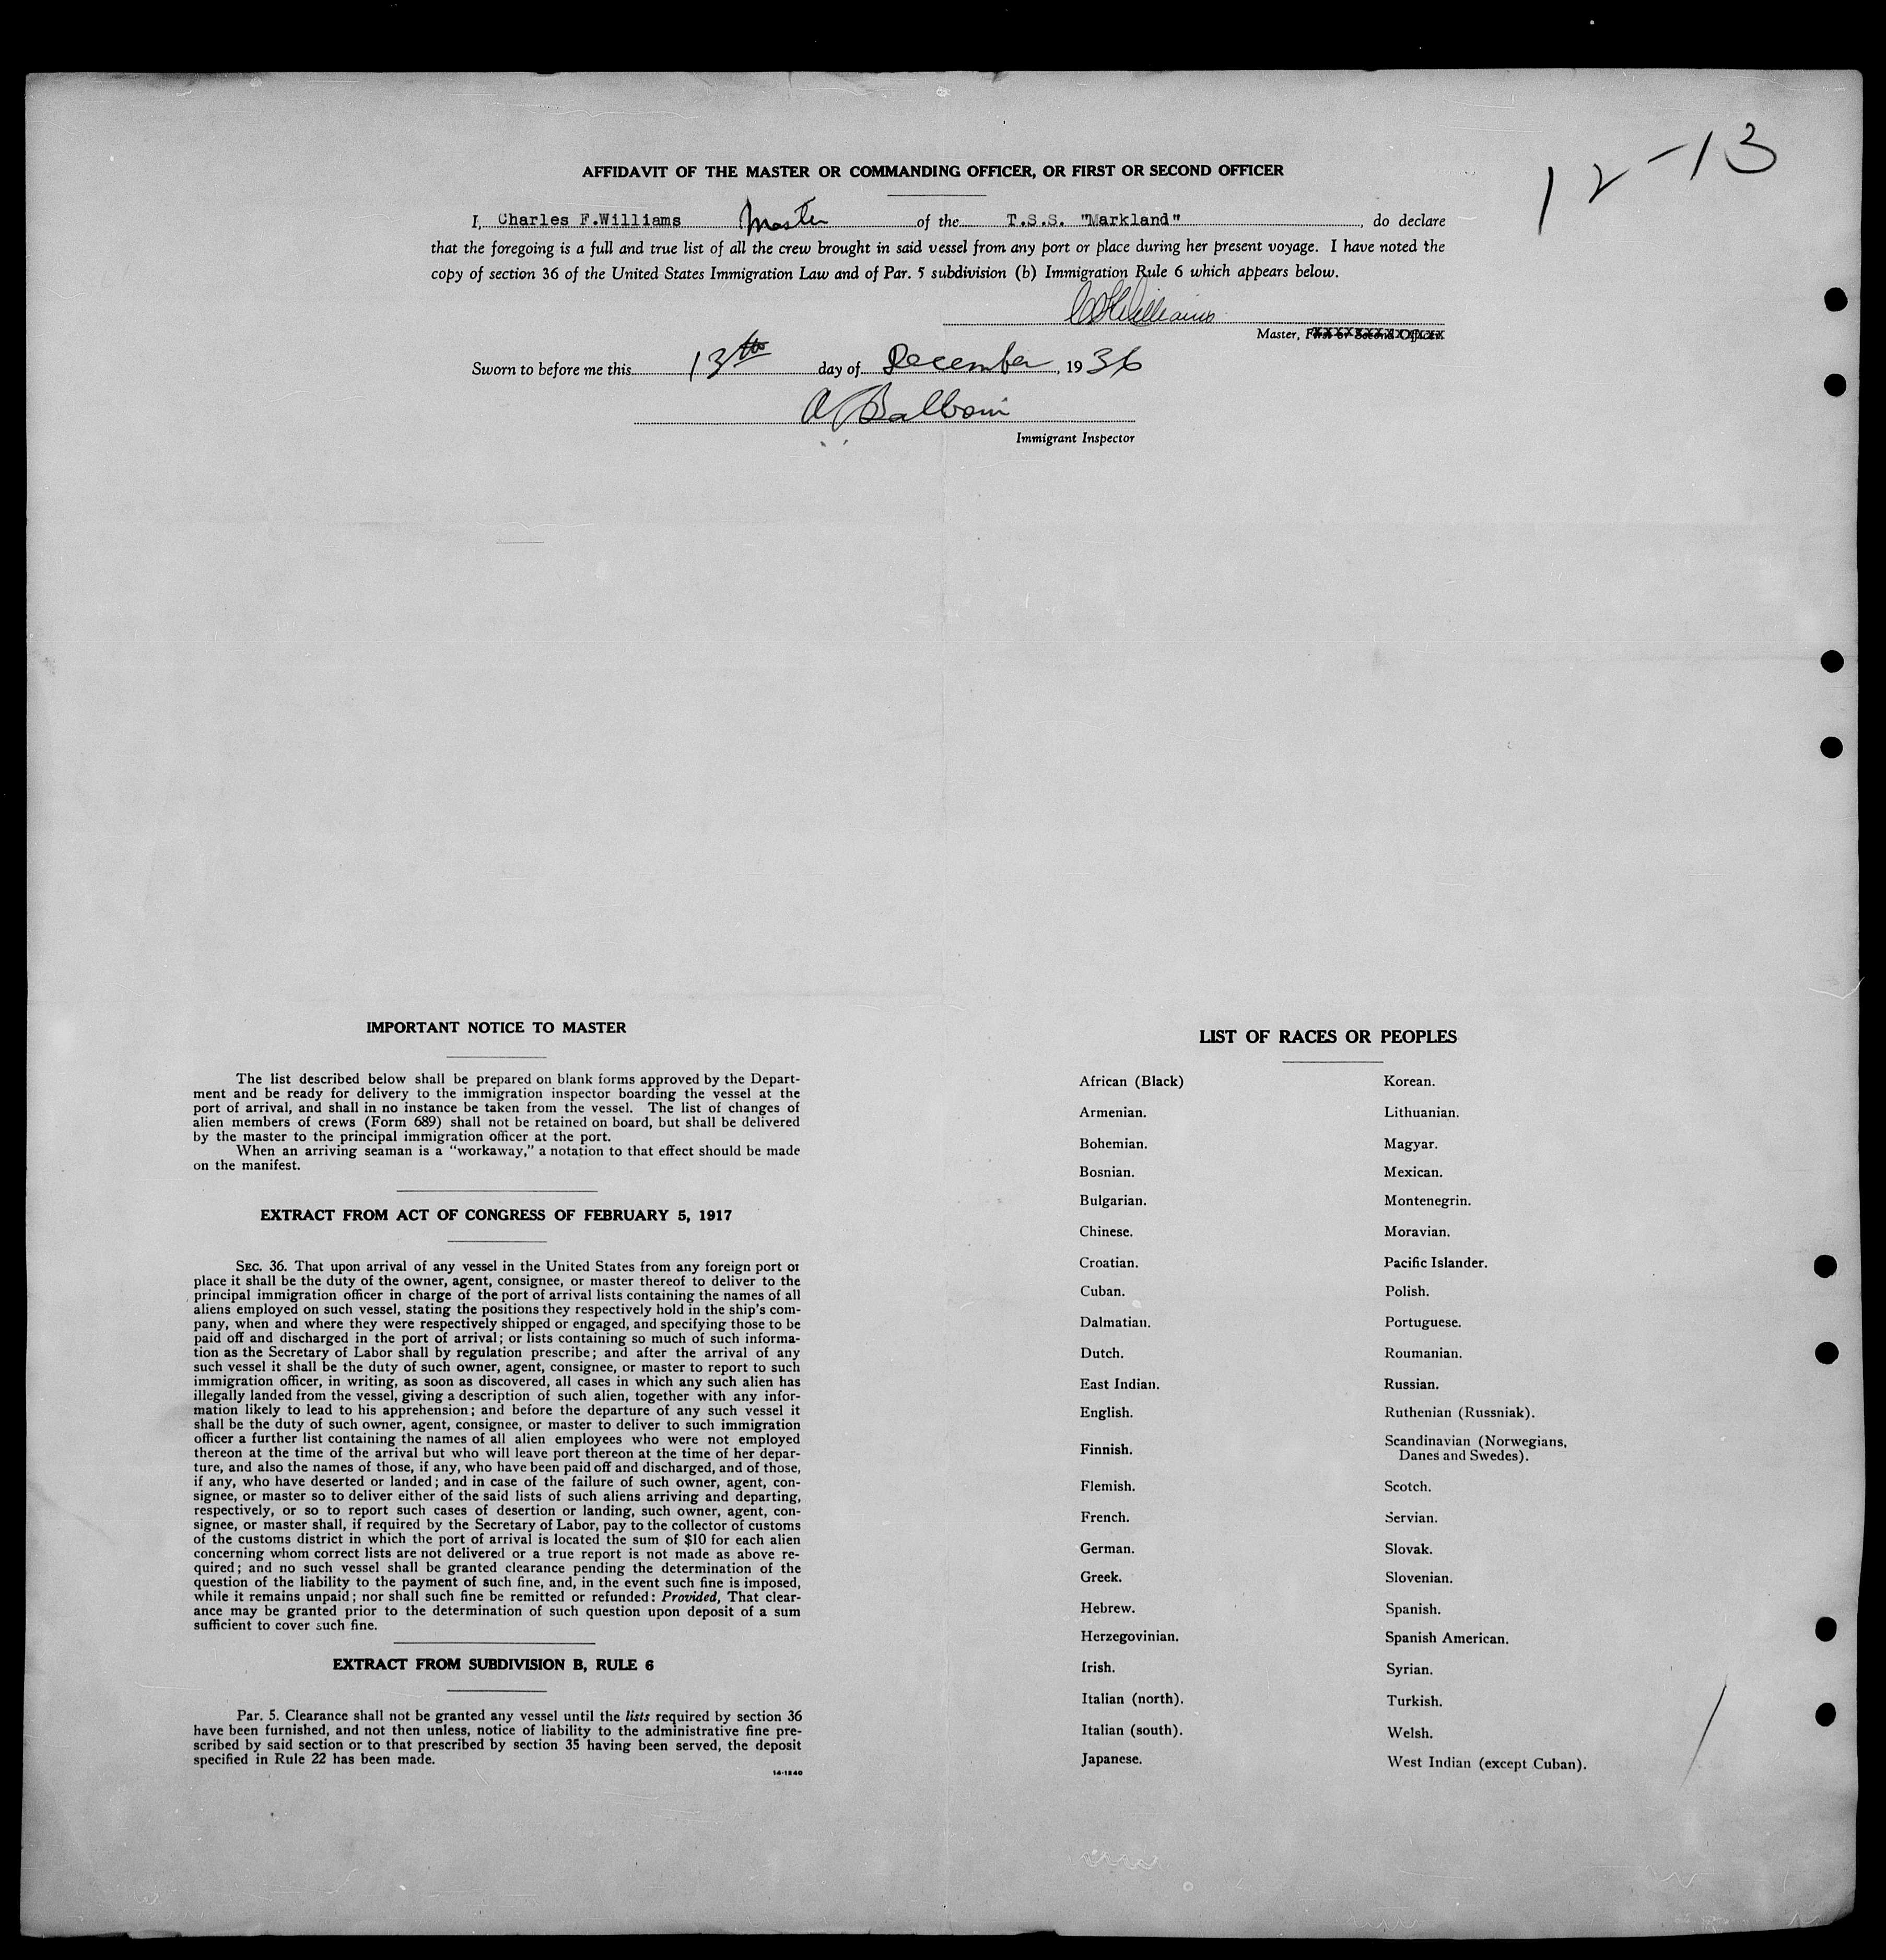 12-13
AFFIDAVIT OF THE MASTER OR COMMANDING OFFICER, OR FIRST OR SECOND OFFICER
I, Charles F.Williams Master of the T.S.S. "Markland", do declare
that the foregoing is a full and true list of all the crew brought in said vessel from any port or place during her present voyage. I have noted the
copy of section 36 of the United States Immigration Law and of Par. 5 subdivision (b) Immigration Rule 6 which appears below.
CFWilliams
Master, First or Second Officer.
Sworn to before me this 13th day of December, 1936
Immigrant Inspector
IMPORTANT NOTICE TO MASTER
The list described below shall be prepared on blank forms approved by the Depart-
ment and be ready for delivery to the immigration inspector boarding the vessel at the
port of arrival, and shall in no instance be taken from the vessel. The list of changes of
alien members of crews (Form 689) shall not be retained on board, but shall be delivered
by the master to the principal immigration officer at the port.
When an arriving seaman is a "workaway," a notation to that effect should be made
on the manifest.
EXTRACT FROM ACT OF CONGRESS OF FEBRUARY 5, 1917
SEC. 36. That upon arrival of any vessel in the United States from any foreign port or
place it shall be the duty of the owner, agent, consignee, or master thereof to deliver to the
principal immigration officer in charge of the port of arrival lists containing the names of all
aliens employed on such vessel, stating the positions they respectively hold in the ship's com-
pany, when and where they were respectively shipped or engaged, and specifying those to be
paid off and discharged in the port of arrival; or lists containing so much of such informa-
tion as the Secretary of Labor shall by regulation prescribe; and after the arrival of any
such vessel it shall be the duty of such owner, agent, consignee, or master to report to such
immigration officer, in writing, as soon as discovered, all cases in which any such alien has
illegally landed from the vessel, giving a description of such alien, together with any infor-
mation likely to lead to his apprehension; and before the departure of any such vessel it
shall be the duty of such owner, agent, consignee, or master to deliver to such immigration
officer a further list containing the names of all alien employees who were not employed
thereon at the time of the arrival but who will leave port thereon at the time of her depar-
ture, and also the names of those, if any, who have been paid off and discharged, and of those,
if any, who have deserted or landed; and in case of the failure of such owner, agent, con-
signee, or master so to deliver either of the said lists of such aliens arriving and departing,
respectively, or so to report such cases of desertion or landing, such owner, agent, con-
signee, or master shall, if required by the Secretary of Labor, pay to the collector of customs
of the customs district in which the port of arrival is located the sum of $10 for each alien
concerning whom correct lists are not delivered or a true report is not made as above re-
quired; and no such vessel shall be granted clearance pending the determination of the
question of the liability to the payment of such fine, and, in the event such fine is imposed,
while it remains unpaid; nor shall such fine be remitted or refunded: Provided, That clear-
ance may be granted prior to the determination of such question upon deposit of a sum
sufficient to cover such fine.
EXTRACT FROM SUBDIVISION B, RULE 6
Par. 5. Clearance shall not be granted any vessel until the lists required by section 36
have been furnished, and not then unless, notice of liability to the administrative fine pre-
scribed by said section or to that prescribed by section 35 having been served, the deposit
specified in Rule 22 has been made.
14-1240
LIST OF RACES OR PEOPLES
African (Black)
Armenian.
Bohemian.
Bosnian.
Bulgarian.
Chinese.
Croatian.
Cuban.
Dalmatian.
Dutch.
East Indian.
English.
Finnish.
Flemish.
French.
German.
Greek.
Hebrew.
Herzegovinian.
Irish.
Italian (north).
Italian (south).
Japanese.
Korean.
Lithuanian.
Magyar.
Mexican.
Montenegrin.
Moravian.
Pacific Islander.
Polish.
Portuguese.
Roumanian.
Russian.
Ruthenian (Russniak).
Scandinavian (Norwegians,
Danes and Swedes).
Scotch.
Servian.
Slovak.
Slovenian.
Spanish.
Spanish American.
Syrian.
Turkish.
Welsh.
West Indian (except Cuban).